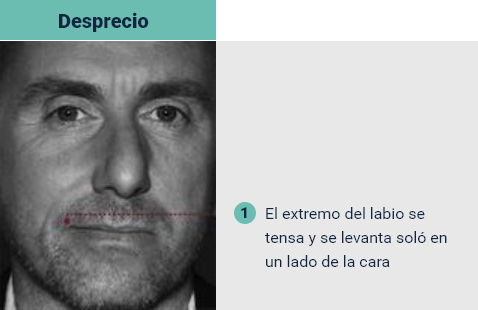 Desprecio
1 El extremo del labio se
tensa y se levanta soló en
un lado de la cara